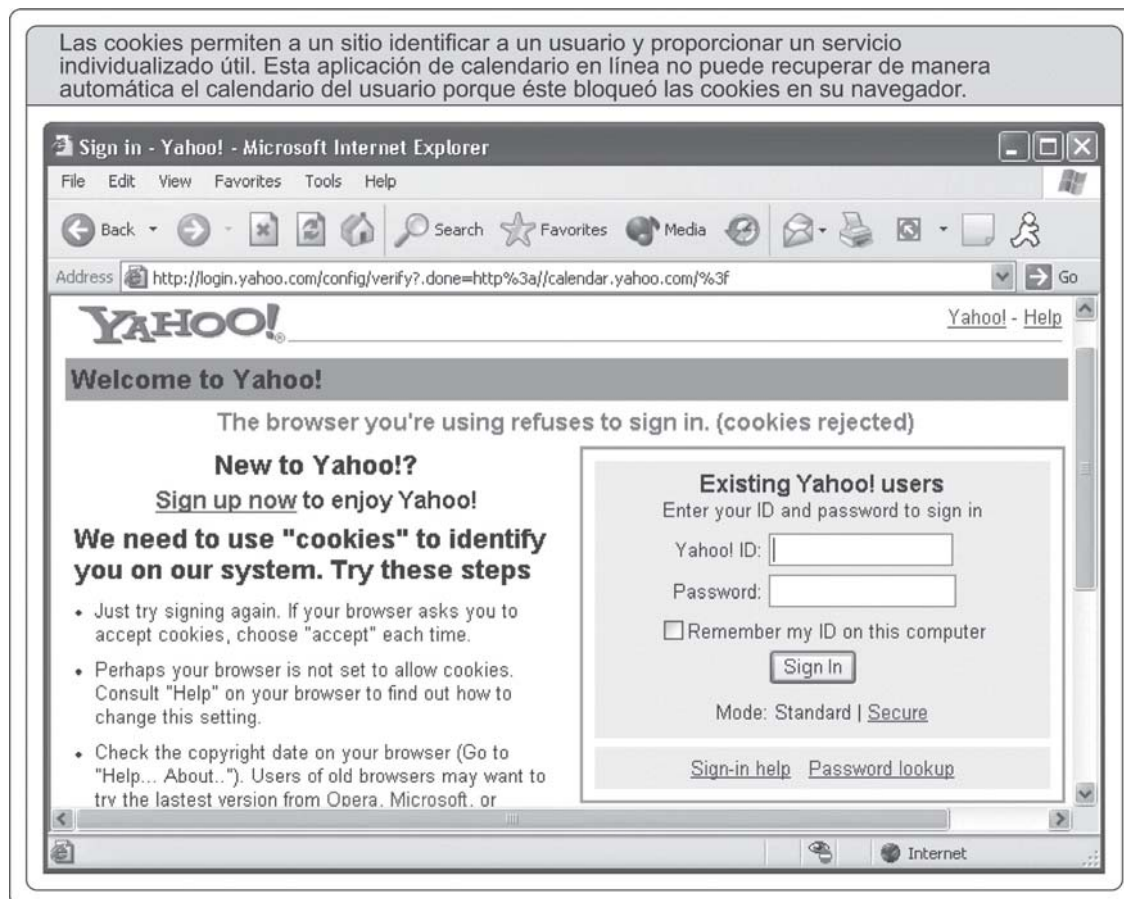 Las cookies permiten a un sitio identificar a un usuario y proporcionar un servicio
individualizado útil. Esta aplicación de calendario en línea no puede recuperar de manera
automática el calendario del usuario porque éste bloqueó las cookies en su navegador.
Sign in - Yahoo! - Microsoft Internet Explorer
File Edit View Favorites Tools Help
Back Search Favorites Media
Address http://login.yahoo.com/config/verify?.done=http%3a//calendar.yahoo.com/%3f Go
YAHOO! Yahoo! - Help
Welcome to Yahoo!
The browser you're using refuses to sign in. (cookies rejected)
New to Yahoo!?
Sign up now to enjoy Yahoo!
We need to use "cookies" to identify
you on our system. Try these steps
• Just try signing again. If your browser asks you to
accept cookies, choose "accept" each time.
• Perhaps your browser is not set to allow cookies.
Consult "Help" on your browser to find out how to
change this setting.
• Check the copyright date on your browser (Go to
"Help... About.."). Users of old browsers may want to
try the lastest version from Opera, Microsoft, or
Existing Yahoo! users
Enter your ID and password to sign in
Yahoo! ID:
Password:
Remember my ID on this computer
Sign In
Mode: Standard | Secure
Sign-in help Password lookup
Internet